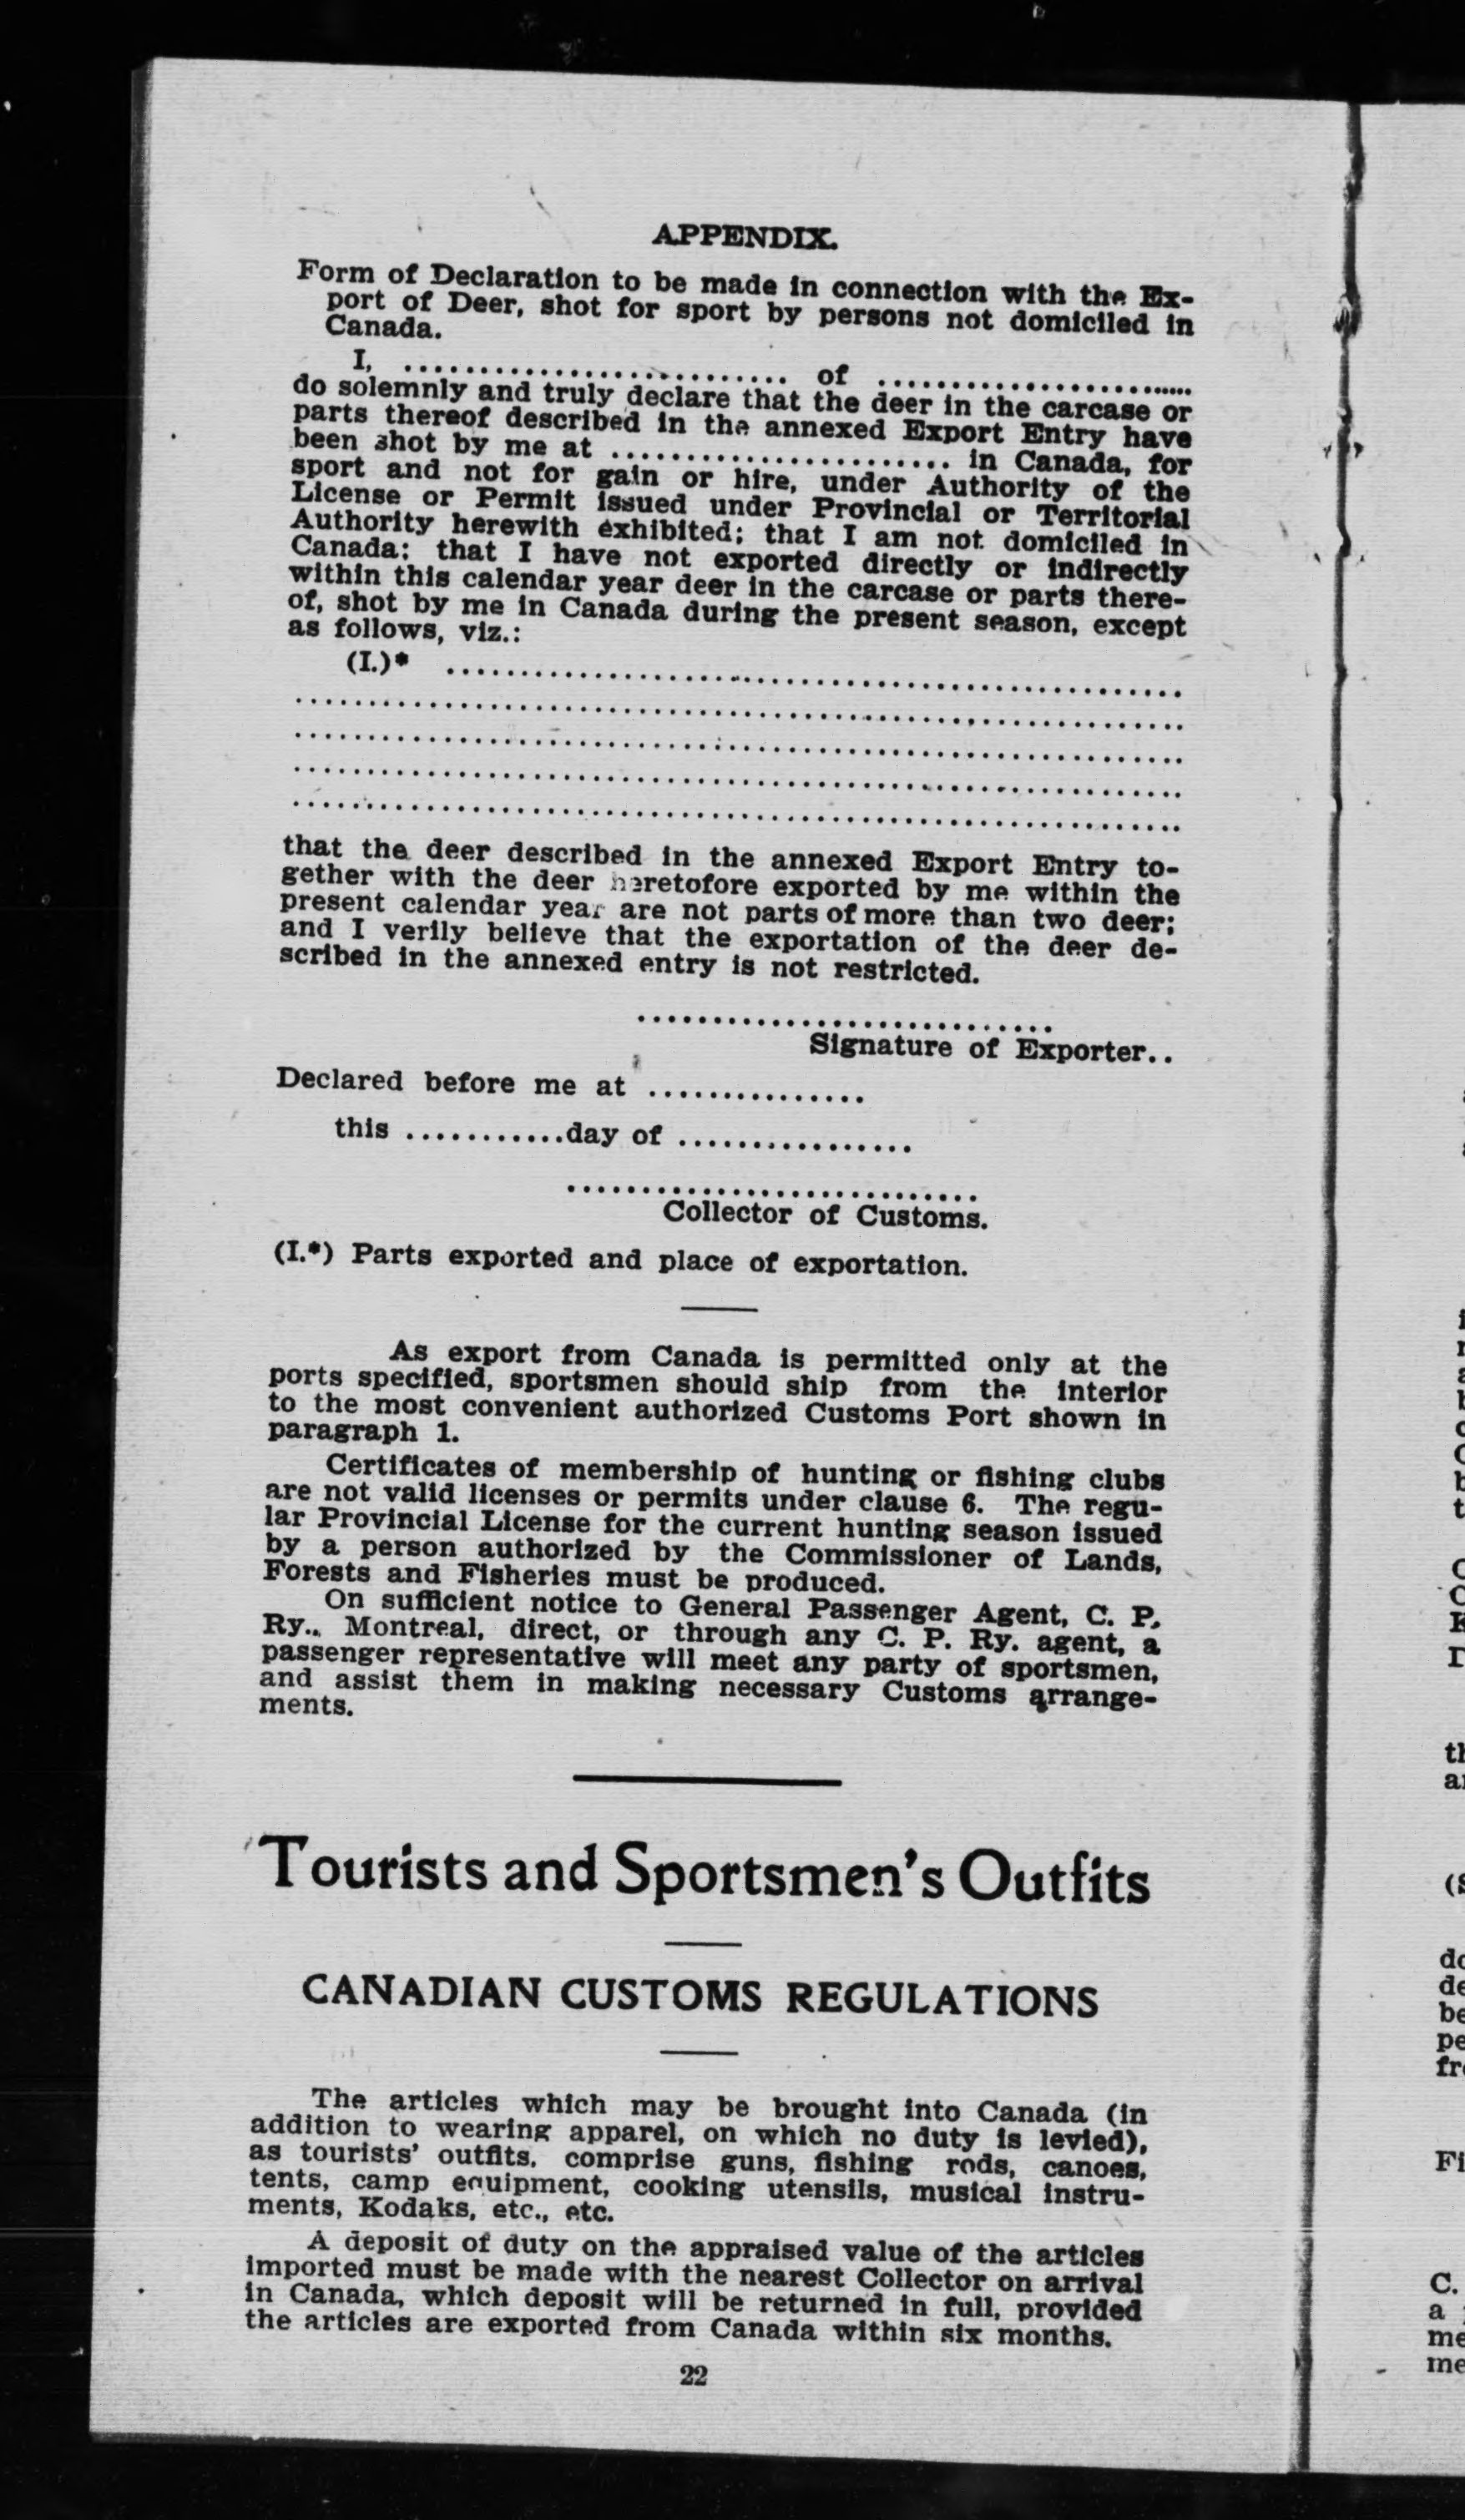 APPENDIX.
Form of Declaration to be made in connection with the Ex-
port of Deer, shot for sport by persons not domiciled in
Canada.
I, .......................... of .....................
do solemnly and truly declare that the deer in the carcase or
parts thereof described in the annexed Export Entry have
been shot by me at ....................... in Canada, for
sport and not for gain or hire, under Authority of the
License or Permit issued under Provincial or Territorial
Authority herewith exhibited; that I am not domiciled in
Canada; that I have not exported directly or indirectly
within this calendar year deer in the carcase or parts there-
of, shot by me in Canada during the present season, except
as follows, viz.:
(I.)* ..................................................
............................................................
............................................................
............................................................
............................................................
that the deer described in the annexed Export Entry to-
gether with the deer heretofore exported by me within the
present calendar year are not parts of more than two deer;
and I verily believe that the exportation of the deer de-
scribed in the annexed entry is not restricted.
............................
Signature of Exporter..
Declared before me at ...............
this ...........day of ................
............................
Collector of Customs.
(I.*) Parts exported and place of exportation.
As export from Canada is permitted only at the
ports specified, sportsmen should ship from the interior
to the most convenient authorized Customs Port shown in
paragraph 1.
Certificates of membership of hunting or fishing clubs
are not valid licenses or permits under clause 6. The regu-
lar Provincial License for the current hunting season issued
by a person authorized by the Commissioner of Lands,
Forests and Fisheries must be produced.
On sufficient notice to General Passenger Agent, C. P.
Ry., Montreal, direct, or through any C. P. Ry. agent, a
passenger representative will meet any party of sportsmen,
and assist them in making necessary Customs arrange-
ments.
Tourists and Sportsmen's Outfits
CANADIAN CUSTOMS REGULATIONS
The articles which may be brought into Canada (in
addition to wearing apparel, on which no duty is levied),
as tourists' outfits, comprise guns, fishing rods, canoes,
tents, camp equipment, cooking utensils, musical instru-
ments, Kodaks, etc., etc.
A deposit of duty on the appraised value of the articles
imported must be made with the nearest Collector on arrival
in Canada, which deposit will be returned in full, provided
the articles are exported from Canada within six months.
22